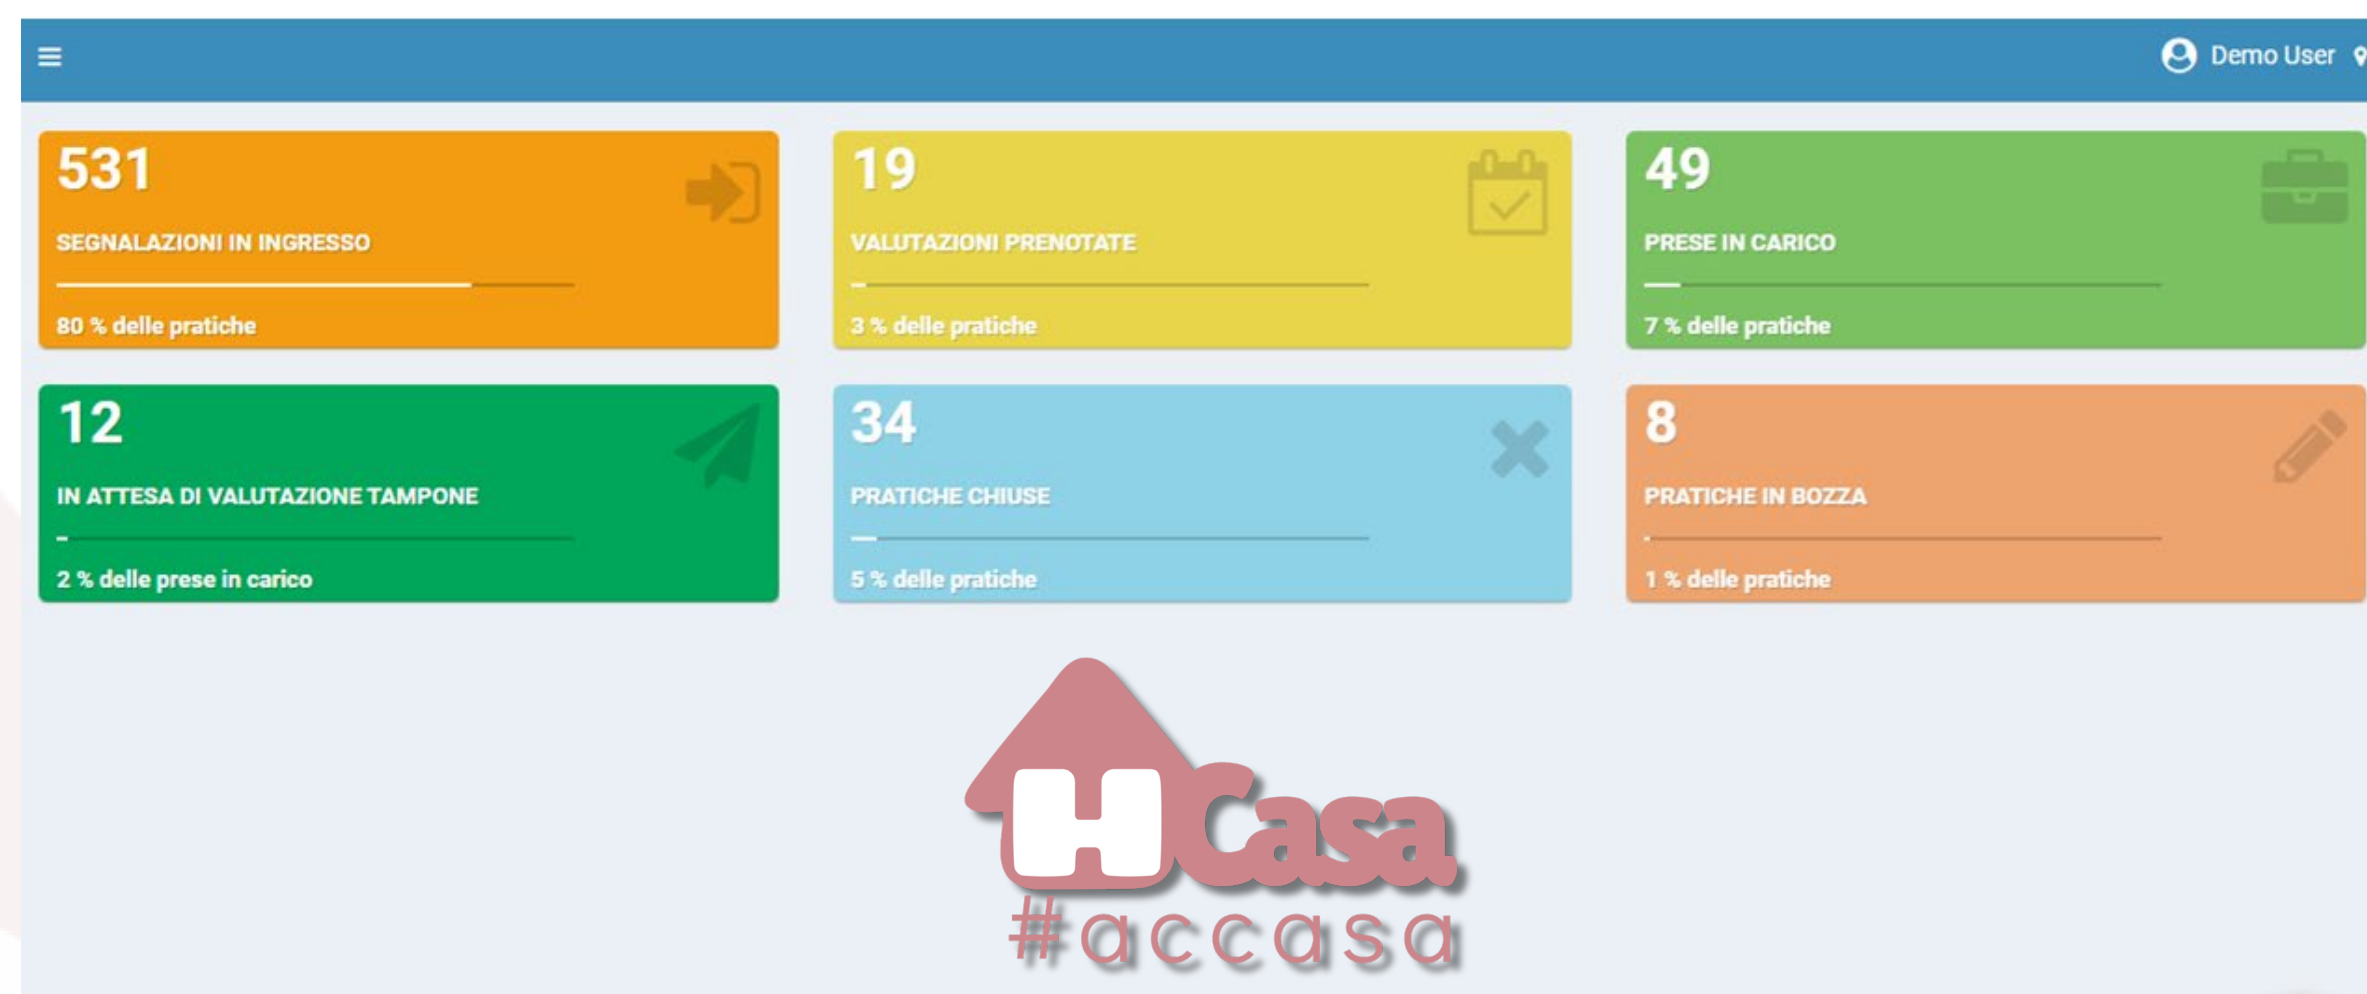 Demo User
531
SEGNALAZIONI IN INGRESSO
80 % delle pratiche
19
VALUTAZIONI PRENOTATE
3 % delle pratiche
49
PRESE IN CARICO
7 % delle pratiche
12
IN ATTESA DI VALUTAZIONE TAMPONE
2 % delle prese in carico
34
PRATICHE CHIUSE
5 % delle pratiche
8
PRATICHE IN BOZZA
1 % delle pratiche
H Casa
#accasa